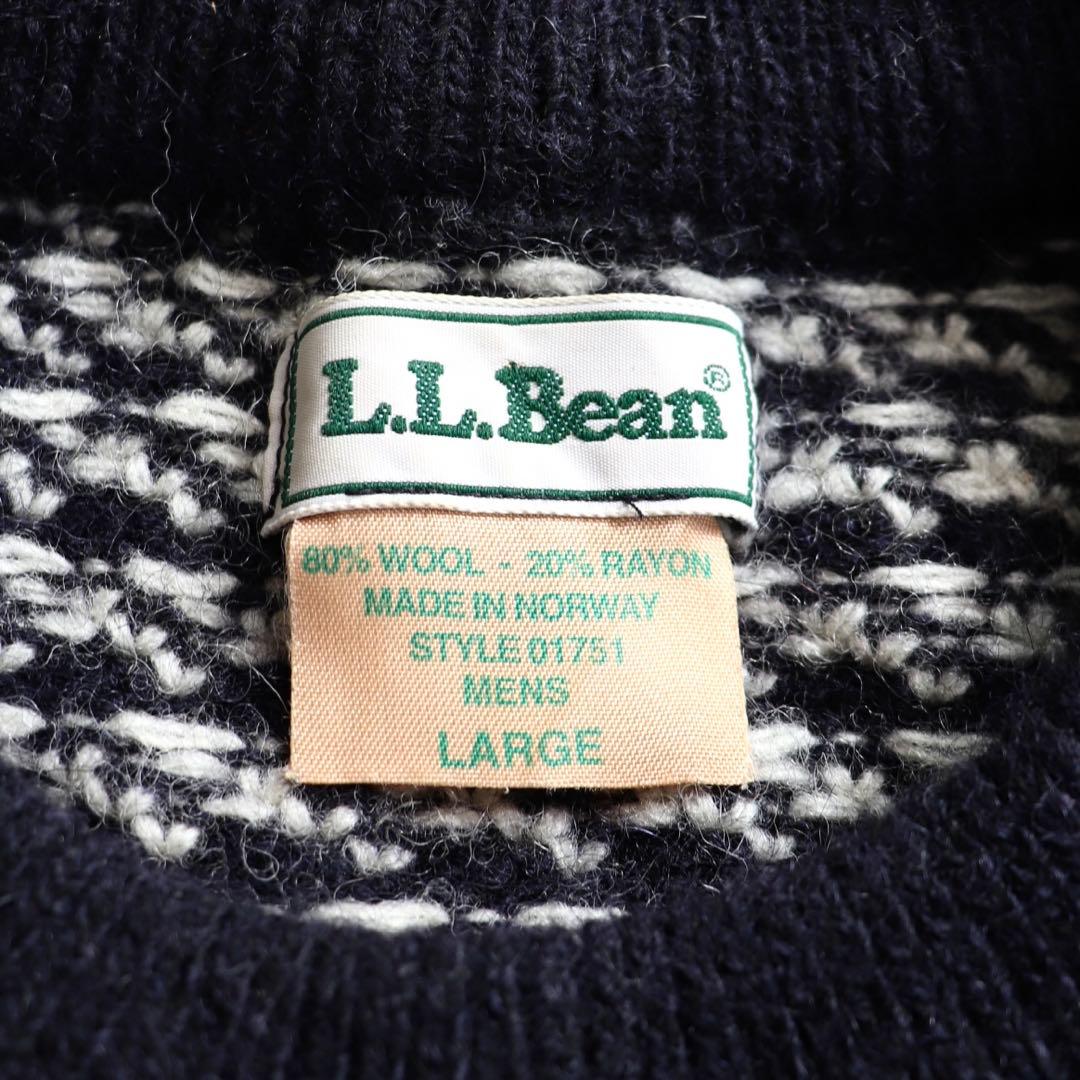 L.L.Bean®
80% WOOL - 20% RAYON
MADE IN NORWAY
STYLE 01751
MENS
LARGE